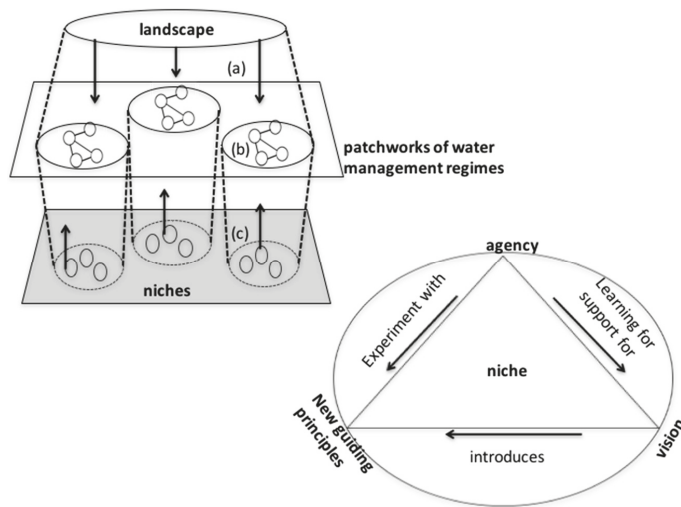 landscape
(a)
(b)
patchworks of water
management regimes
(c)
niches
agency
Experiment with
Learning for
support for
niche
New guiding
principles
vision
introduces